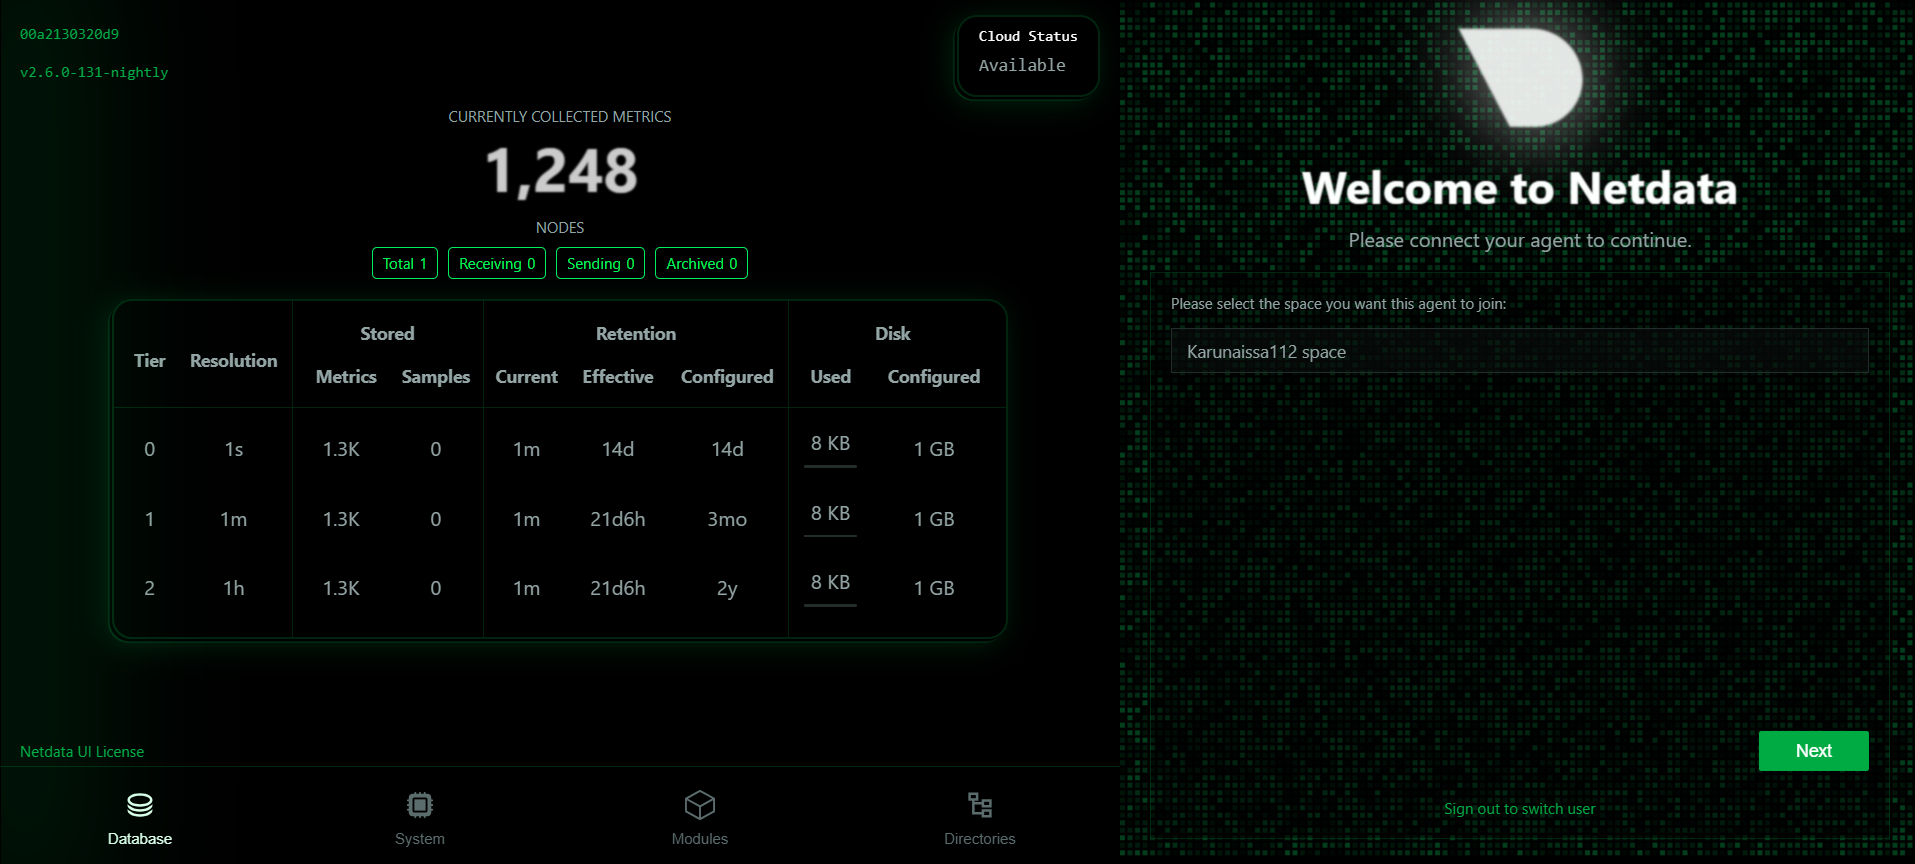 00a2130320d9
v2.6.0-131-nightly
Cloud Status
Available
CURRENTLY COLLECTED METRICS
1,248
NODES
Total 1 Receiving 0 Sending 0 Archived 0
Stored Retention Disk
Tier Resolution
Metrics Samples Current Effective Configured Used Configured
0 1s 1.3K 0 1m 14d 14d 8 KB 1 GB
1 1m 1.3K 0 1m 21d6h 3mo 8 KB 1 GB
2 1h 1.3K 0 1m 21d6h 2y 8 KB 1 GB
Netdata UI License
Database System Modules Directories
Welcome to Netdata
Please connect your agent to continue.
Please select the space you want this agent to join:
Karunaissa112 space
Next
Sign out to switch user